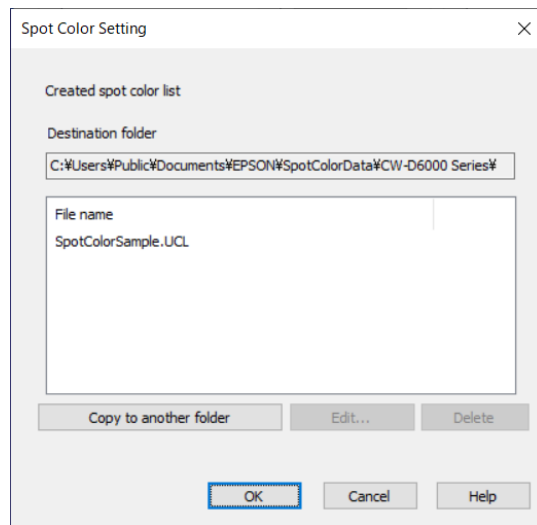 Spot Color Setting
Created spot color list
Destination folder
C:¥Users¥Public¥Documents¥EPSON¥SpotColorData¥CW-D6000 Series¥
File name
SpotColorSample.UCL
Copy to another folder Edit... Delete
OK Cancel Help